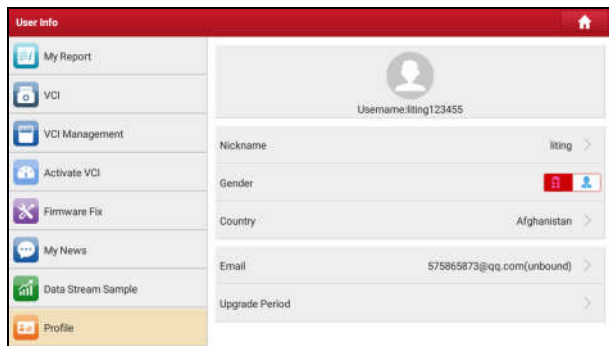 User Info
My Report
VCI
VCI Management
Activate VCI
Firmware Fix
My News
Data Stream Sample
Profile
Username:liting123455
Nickname liting
Gender
Country Afghanistan
Email 575865873@qq.com(unbound)
Upgrade Period